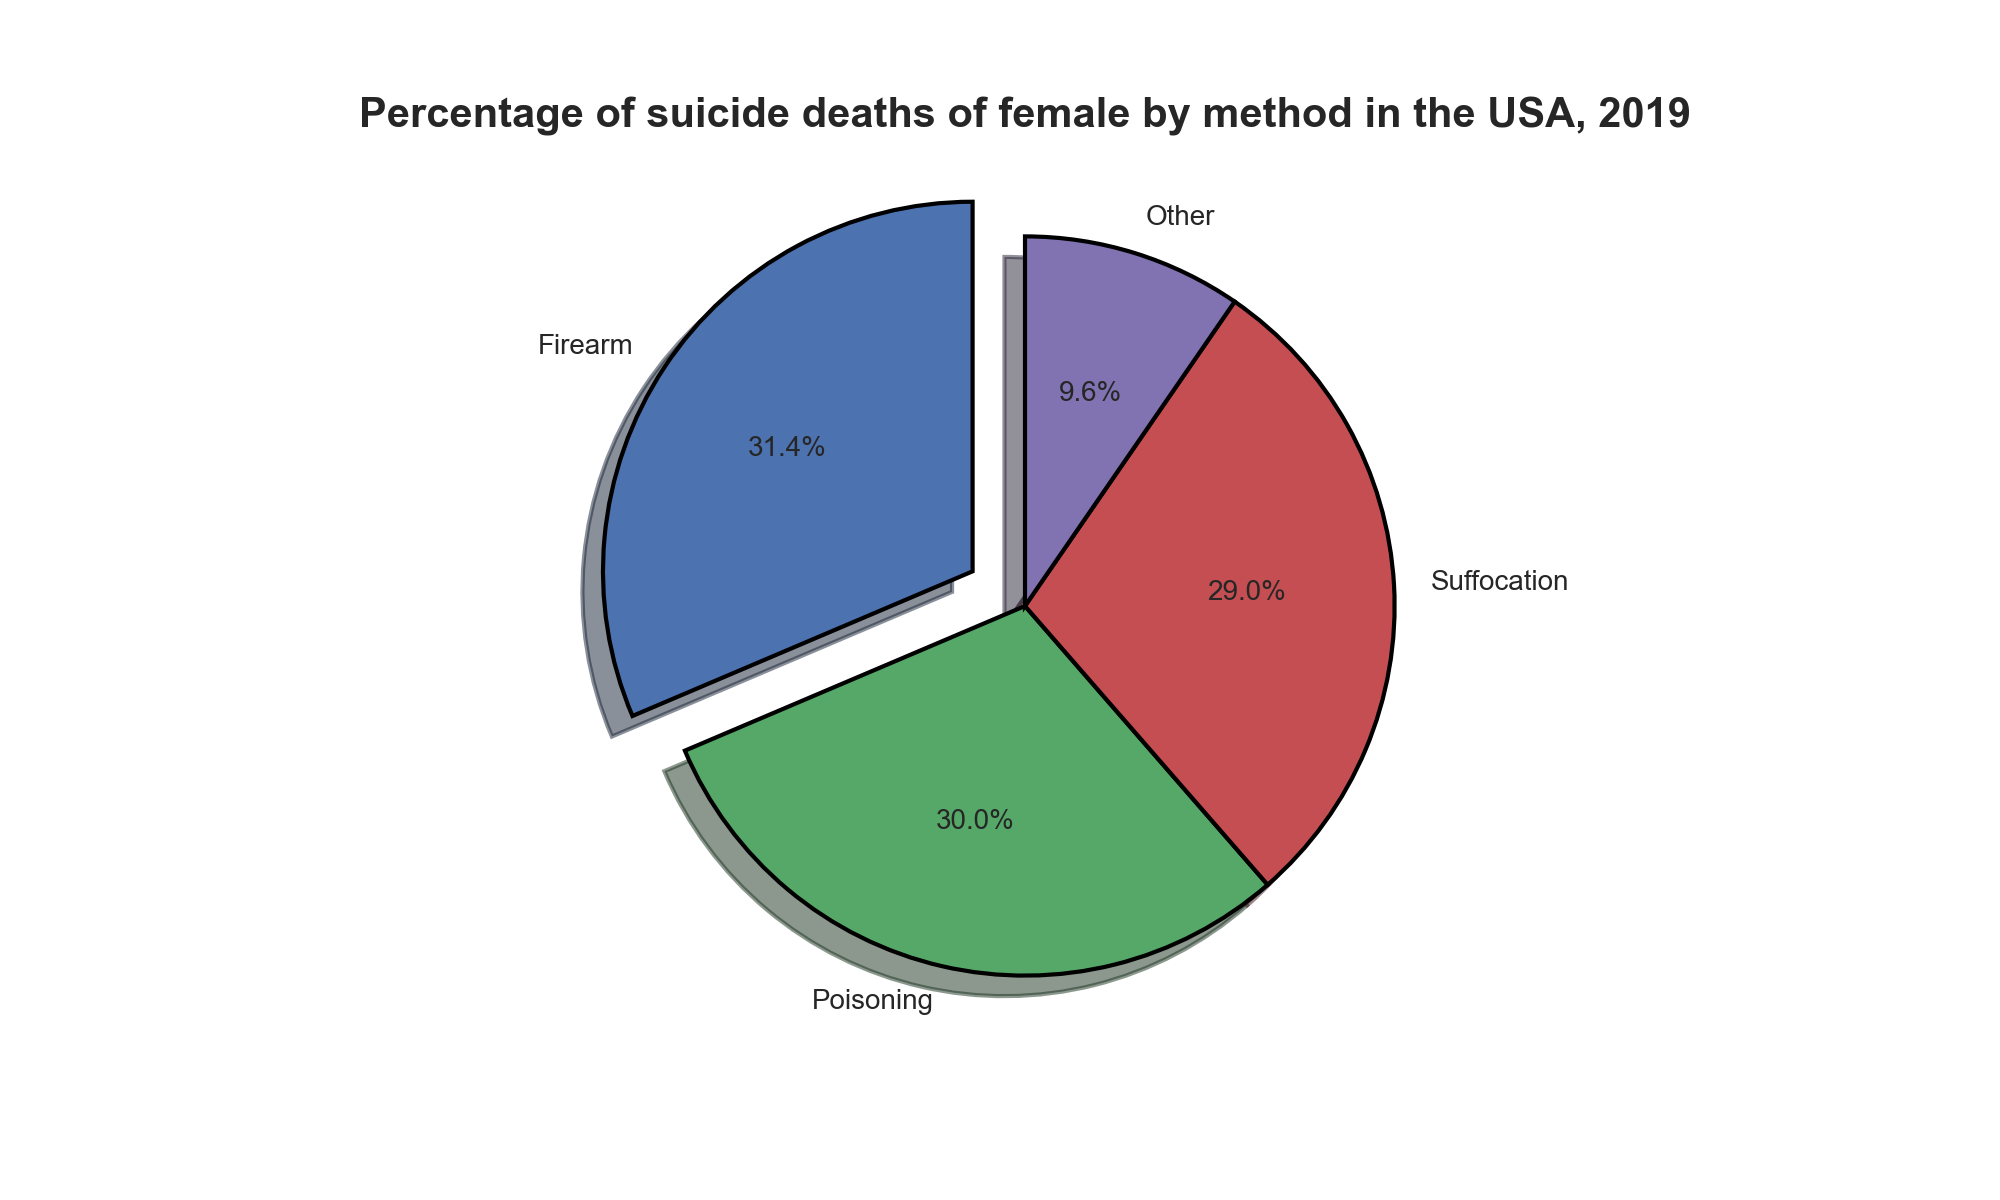 Percentage of suicide deaths of female by method in the USA, 2019
Other
Firearm
9.6%
31.4%
Suffocation
29.0%
30.0%
Poisoning